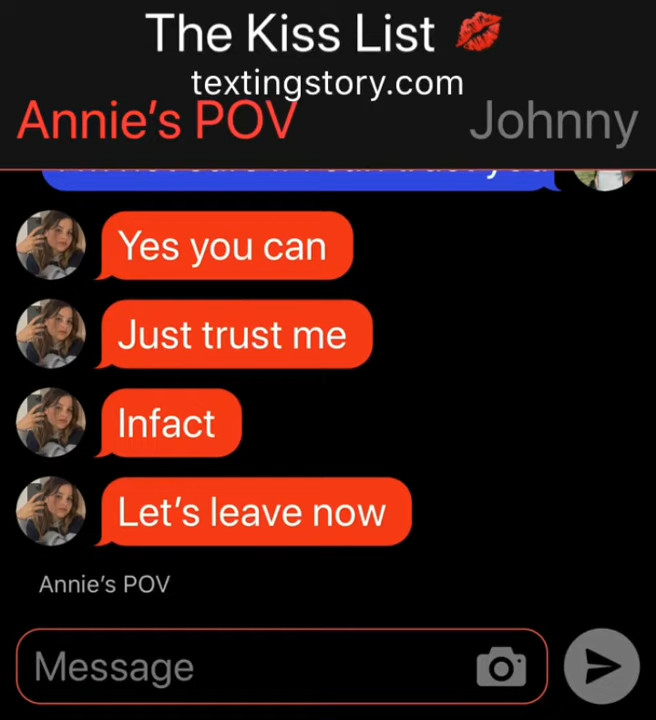 The Kiss List 💋
textingstory.com
Annie's POV
Johnny
Yes you can
Just trust me
Infact
Let's leave now
Annie's POV
Message